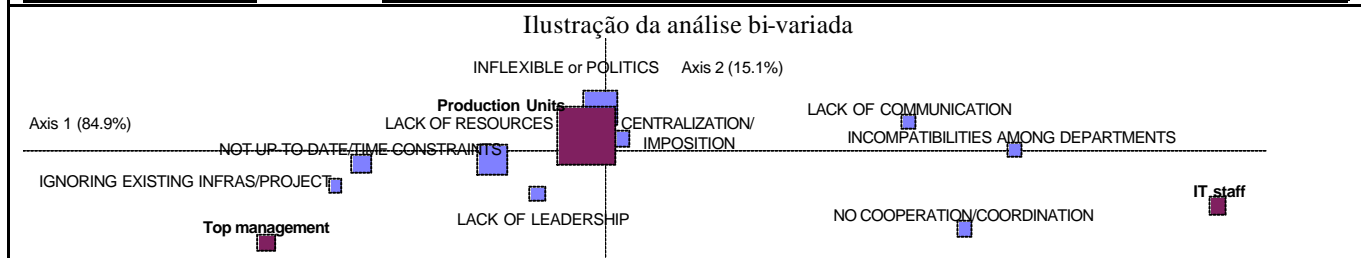 Ilustração da análise bi-variada
INFLEXIBLE or POLITICS
Axis 2 (15.1%)
Production Units
LACK OF COMMUNICATION
Axis 1 (84.9%)
LACK OF RESOURCES
CENTRALIZATION/
IMPOSITION
INCOMPATIBILITIES AMONG DEPARTMENTS
NOT UP-TO-DATE/TIME CONSTRAINTS
IGNORING EXISTING INFRAS/PROJECT
IT staff
LACK OF LEADERSHIP
NO COOPERATION/COORDINATION
Top management